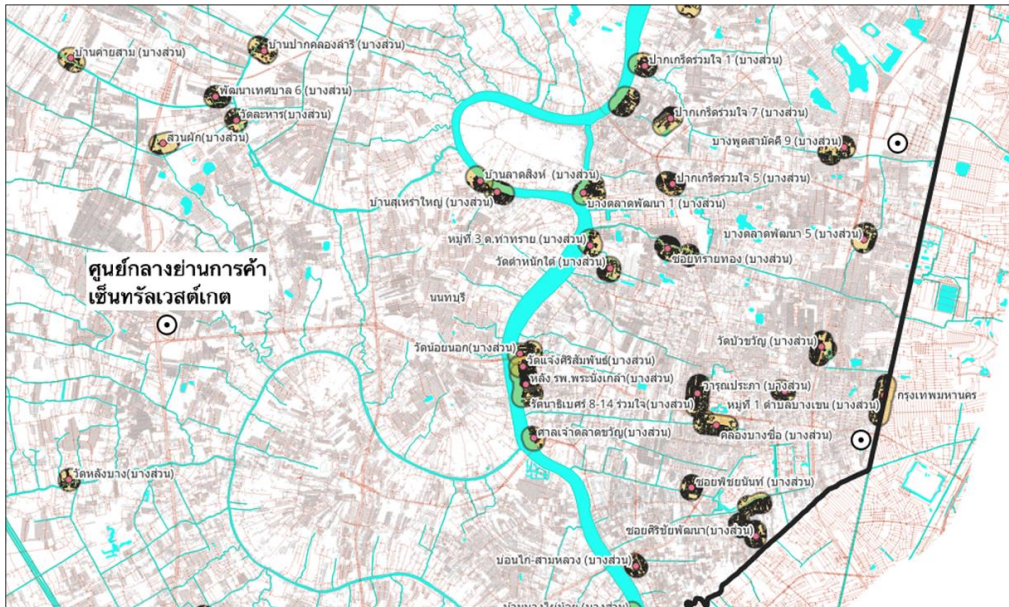 บ้านปากคลองลำรี (บางส่วน)
บ้านค่ายสาม (บางส่วน)
ปากเกร็ดร่วมใจ 1 (บางส่วน)
พัฒนาเทศบาล 6 (บางส่วน)
วัดละหาร(บางส่วน)
ปากเกร็ดร่วมใจ 7 (บางส่วน)
สวนผัก(บางส่วน)
บางพูดสามัคคี 9 (บางส่วน)
บ้านลาดสิงห์ (บางส่วน)
ปากเกร็ดร่วมใจ 5 (บางส่วน)
บ้านสุเหร่าใหญ่ (บางส่วน)
บางตลาดพัฒนา 1 (บางส่วน)
บางตลาดพัฒนา 5 (บางส่วน)
หมู่ที่ 3 ต.ท่าทราย (บางส่วน)
ซอยทรายทอง (บางส่วน)
วัดตำหนักใต้ (บางส่วน)
ศูนย์กลางย่านการค้า
เซ็นทรัลเวสต์เกต
นนทบุรี
วัดบัวขวัญ (บางส่วน)
วัดน้อยนอก(บางส่วน)
วัดแจ้งศิริสัมพันธ์(บางส่วน)
หลัง รพ.พระนั่งเกล้า(บางส่วน)
วารุณประภา (บางส่วน)
กรุงเทพมหานคร
รัตนาธิเบศร์ 8-14 ร่วมใจ(บางส่วน)
หมู่ที่ 1 ตำบลบางเขน (บางส่วน)
ศาลเจ้าตลาดขวัญ(บางส่วน)
คลองบางซื่อ (บางส่วน)
วัดหลังบาง(บางส่วน)
ซอยพิชยนันท์ (บางส่วน)
ซอยศิริชัยพัฒนา(บางส่วน)
บ่อนไก่-สามหลวง (บางส่วน)